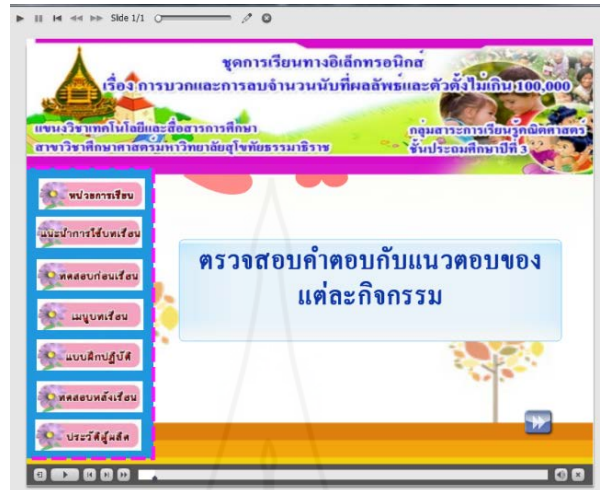 Slide 1/1
ชุดการเรียนทางอิเล็กทรอนิกส์
เรื่อง การบวกและการลบจำนวนนับที่ผลลัพธ์และตัวตั้งไม่เกิน 100,000
แขนงวิชาเทคโนโลยีและสื่อสารการศึกษา
สาขาวิชาศึกษาศาสตร์มหาวิทยาลัยสุโขทัยธรรมาธิราช
กลุ่มสาระการเรียนรู้คณิตศาสตร์
ชั้นประถมศึกษาปีที่ 3
หน่วยการเรียน
แนะนำการใช้บทเรียน
ทดสอบก่อนเรียน
เมนูบทเรียน
แบบฝึกปฏิบัติ
ทดสอบหลังเรียน
ประวัติผู้ผลิต
ตรวจสอบคำตอบกับแนวตอบของ
แต่ละกิจกรรม